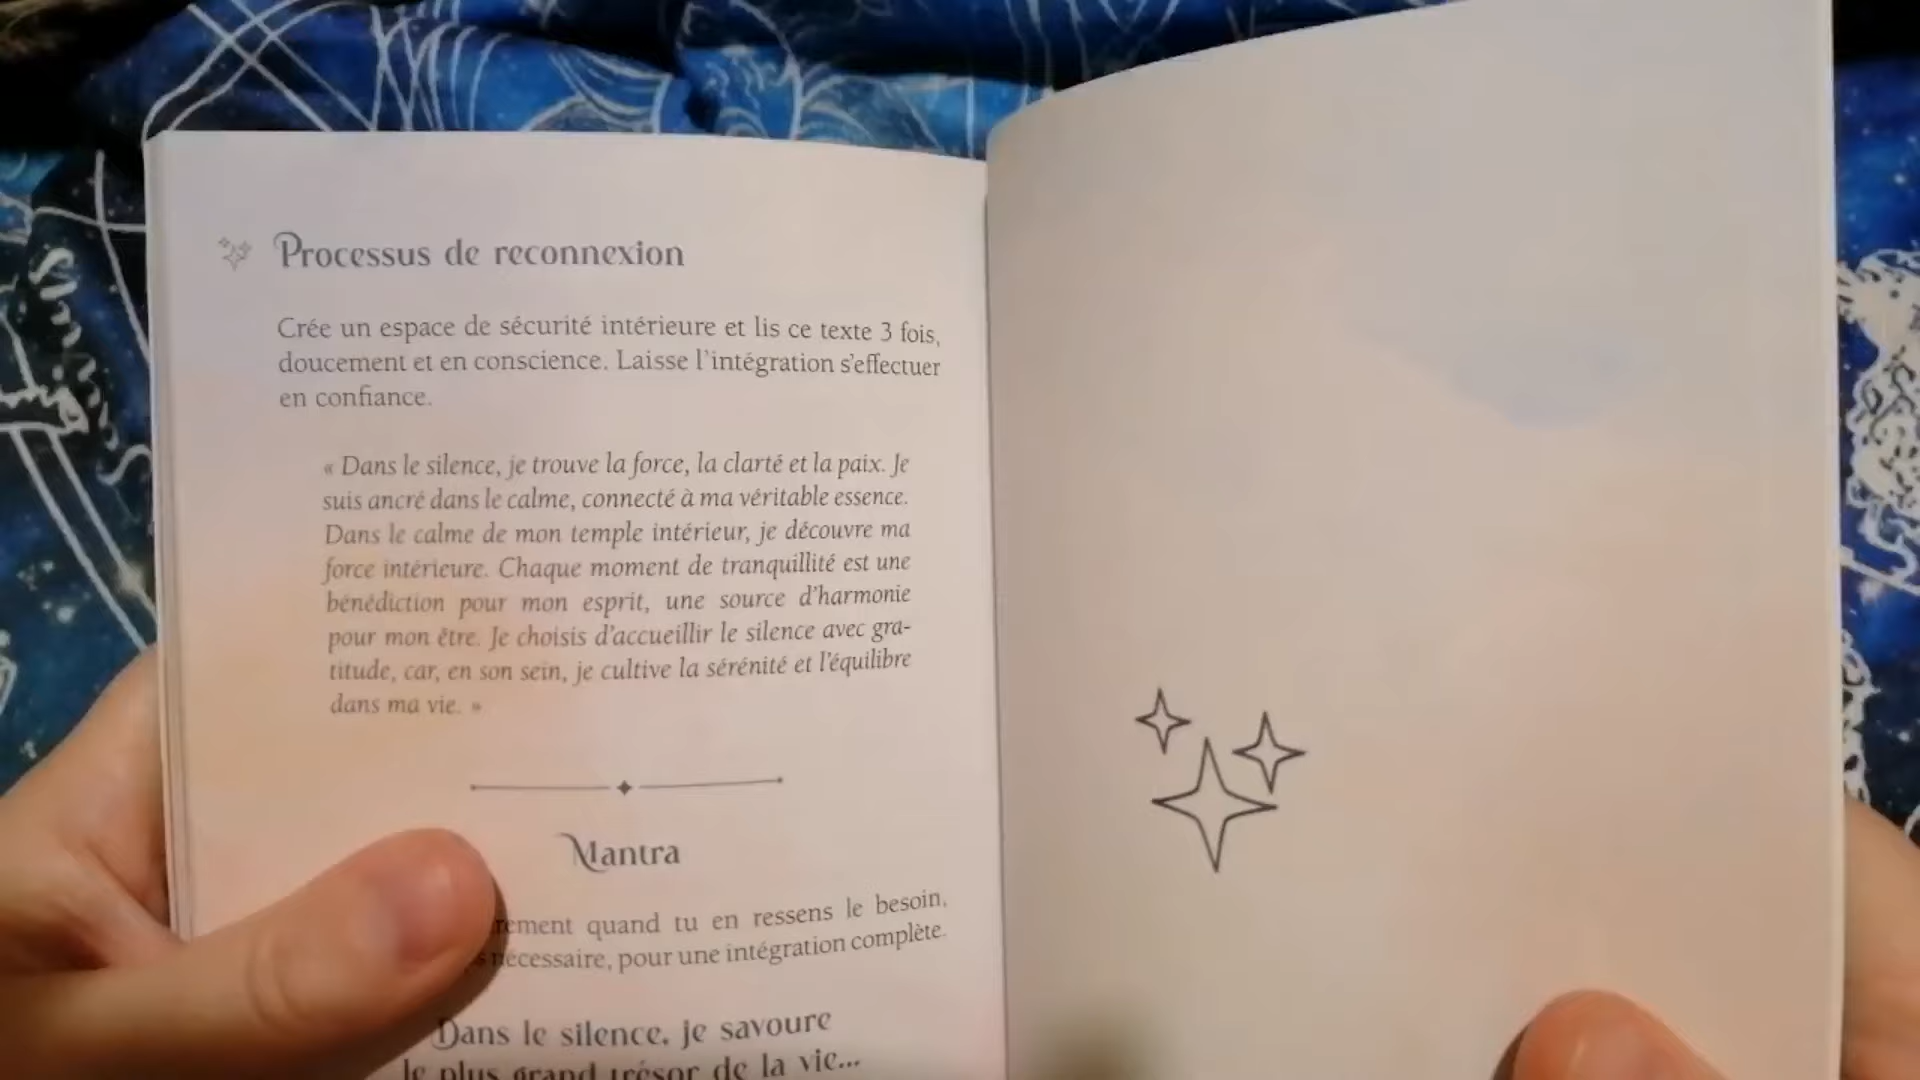 Processus de reconnexion
Crée un espace de sécurité intérieure et lis ce texte 3 fois,
doucement et en conscience. Laisse l'intégration s'effectuer
en confiance.
« Dans le silence, je trouve la force, la clarté et la paix. Je
suis ancré dans le calme, connecté à ma véritable essence.
Dans le calme de mon temple intérieur, je découvre ma
force intérieure. Chaque moment de tranquillité est une
bénédiction pour mon esprit, une source d'harmonie
pour mon être. Je choisis d'accueillir le silence avec gra-
titude, car, en son sein, je cultive la sérénité et l'équilibre
dans ma vie. »
Mantra
quand tu en ressens le besoin,
nécessaire, pour une intégration complète.
Dans le silence, je savoure
le plus grand trésor de la vie...